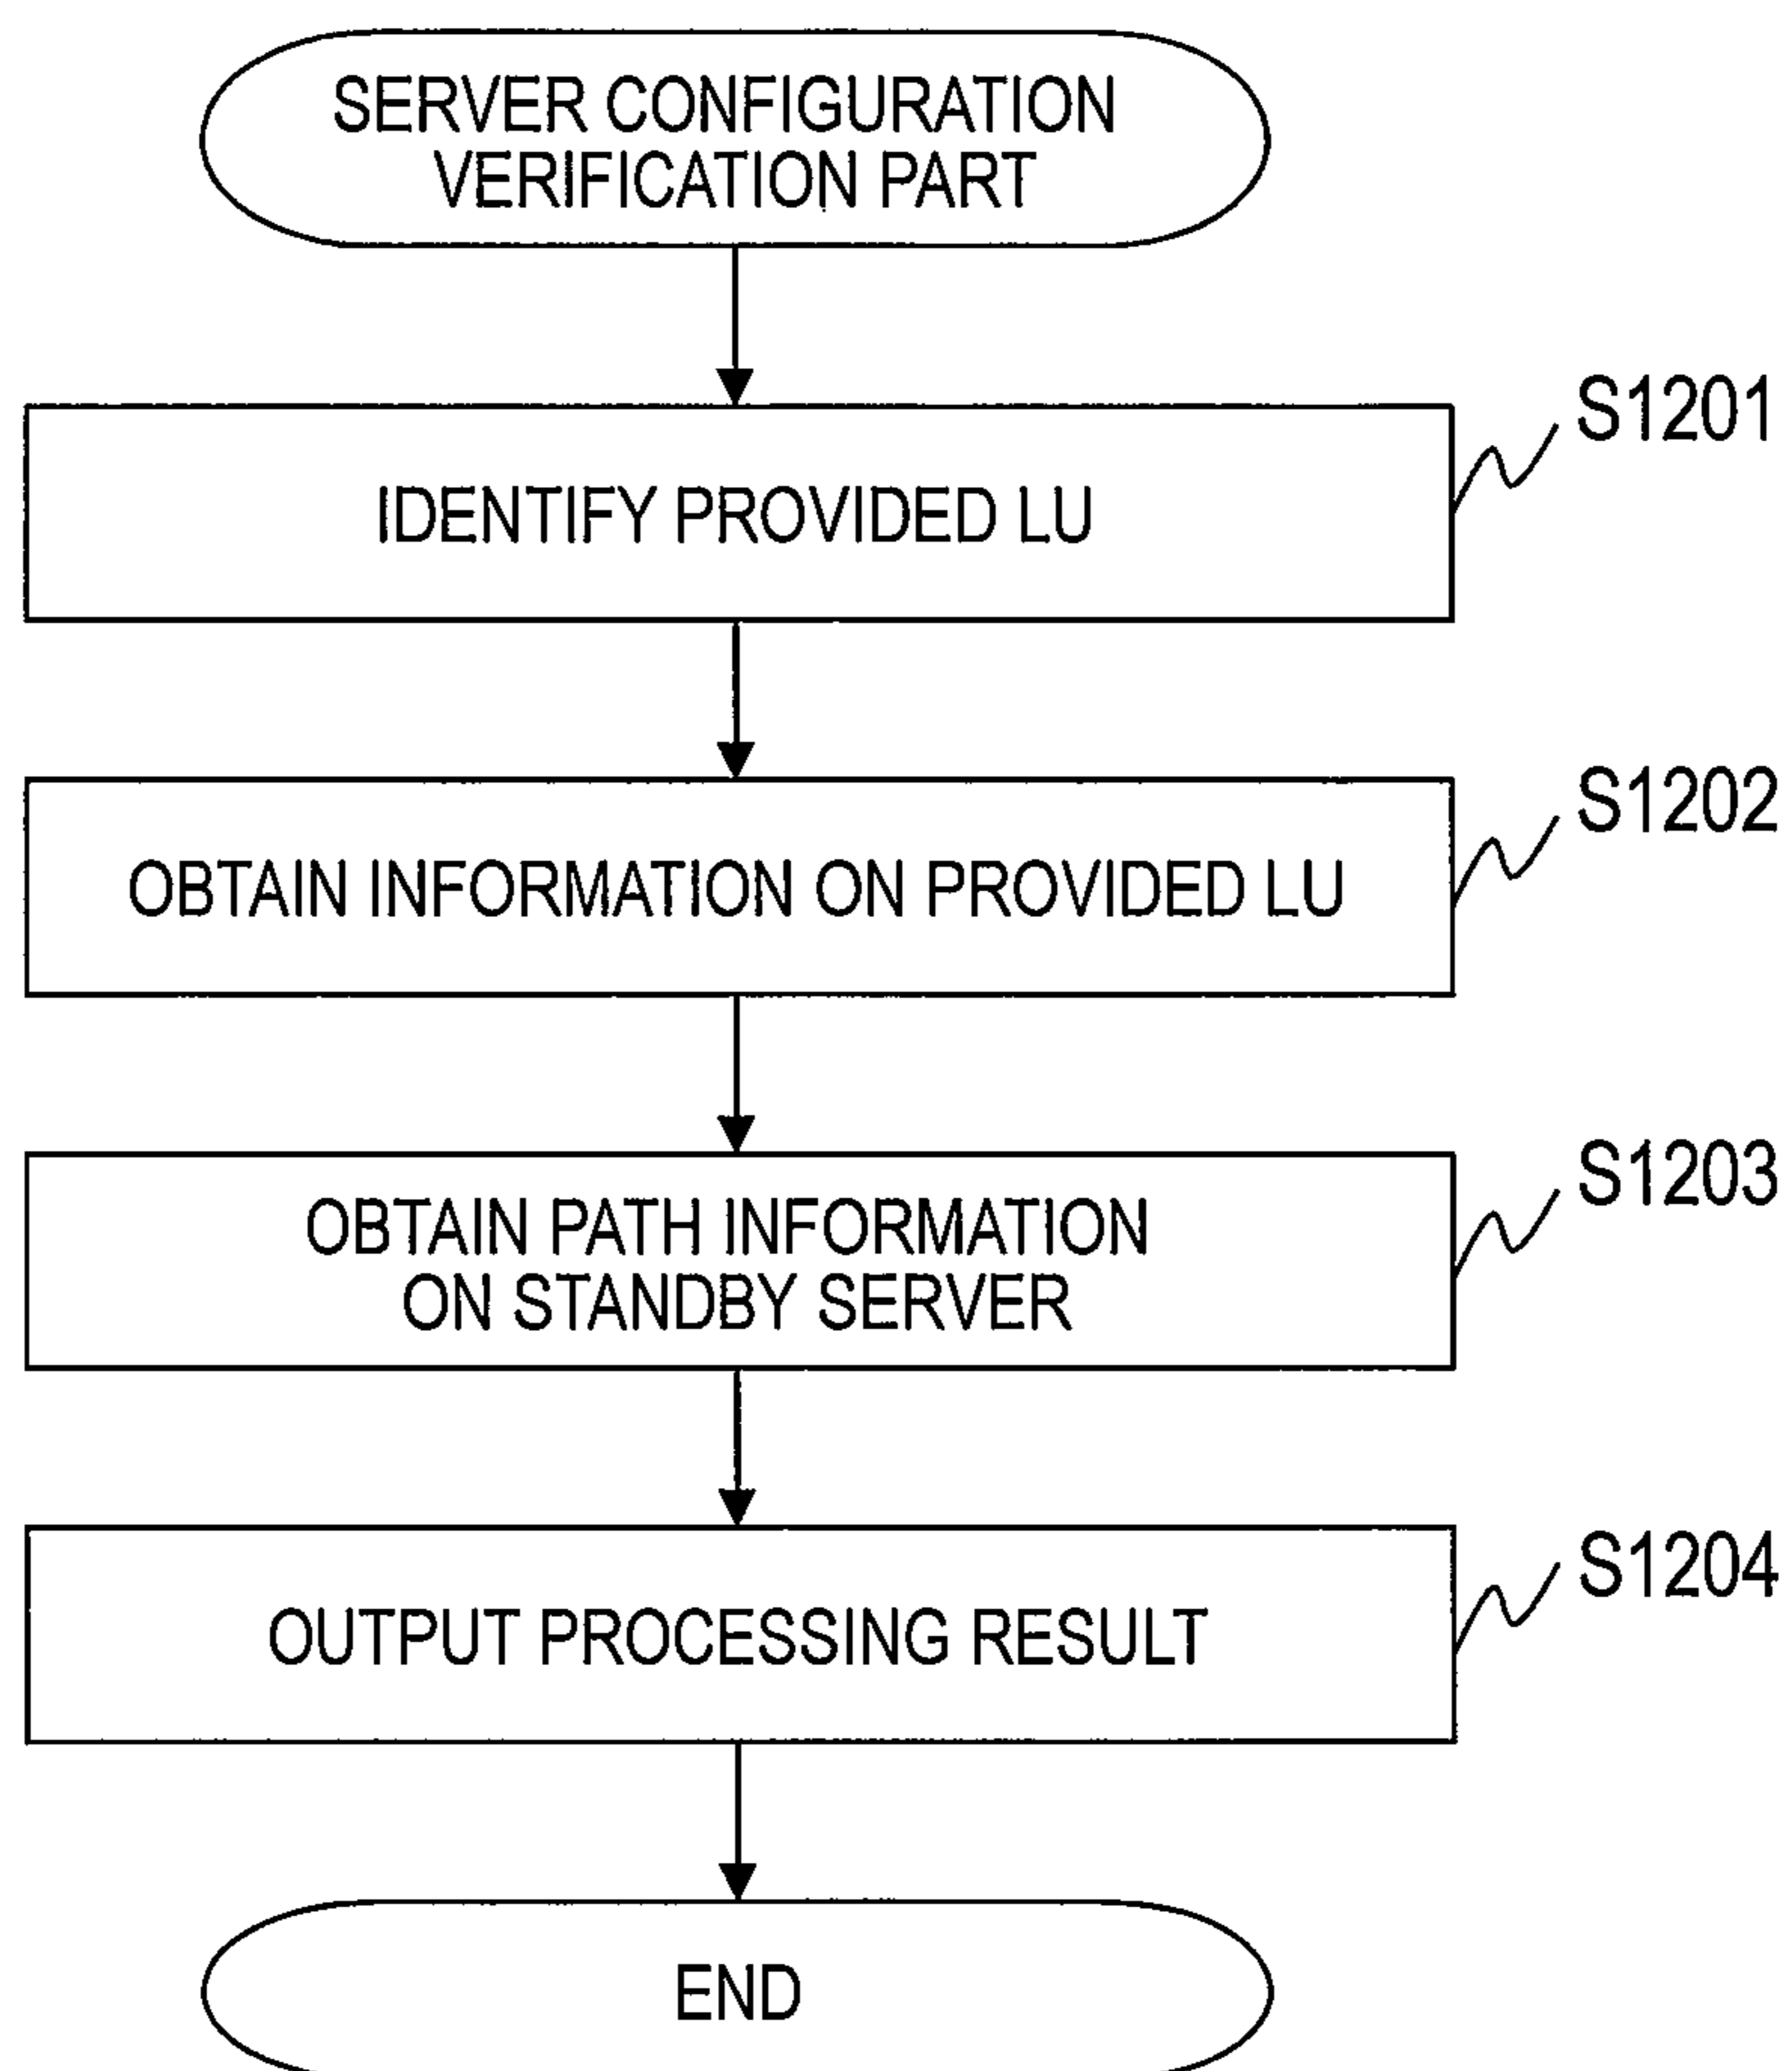 SERVER CONFIGURATION
VERIFICATION PART
S1201
IDENTIFY PROVIDED LU
S1202
OBTAIN INFORMATION ON PROVIDED LU
S1203
OBTAIN PATH INFORMATION
ON STANDBY SERVER
S1204
OUTPUT PROCESSING RESULT
END